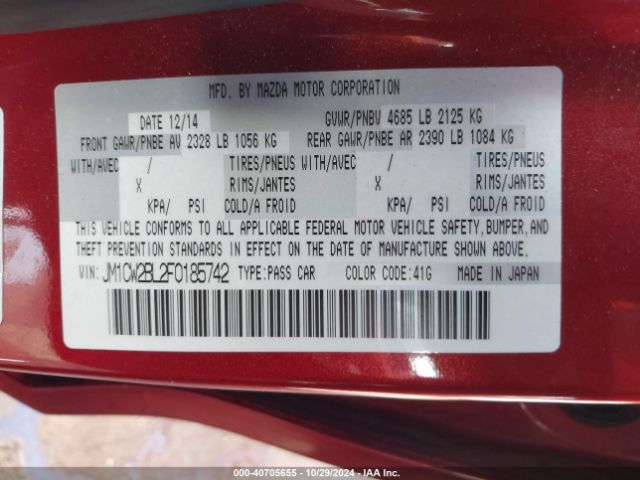 MFD. BY MAZDA MOTOR CORPORATION
DATE 12/14 GVWR/PNBV 4685 LB 2125 KG
FRONT GAWR/PNBE AV 2328 LB 1056 KG REAR GAWR/PNBE AR 2390 LB 1084 KG
WITH/AVEC / TIRES/PNEUS WITH/AVEC / TIRES/PNEUS
X RIMS/JANTES X RIMS/JANTES
KPA/ PSI COLD/A FROID KPA/ PSI COLD/A FROID
THIS VEHICLE CONFORMS TO ALL APPLICABLE FEDERAL MOTOR VEHICLE SAFETY, BUMPER, AND
THEFT PREVENTION STANDARDS IN EFFECT ON THE DATE OF MANUFACTURE SHOWN ABOVE.
VIN: JM1CW2BL2F0185742 TYPE:PASS CAR COLOR CODE:41G MADE IN JAPAN
000-40705655 - 10/29/2024 - IAA Inc.